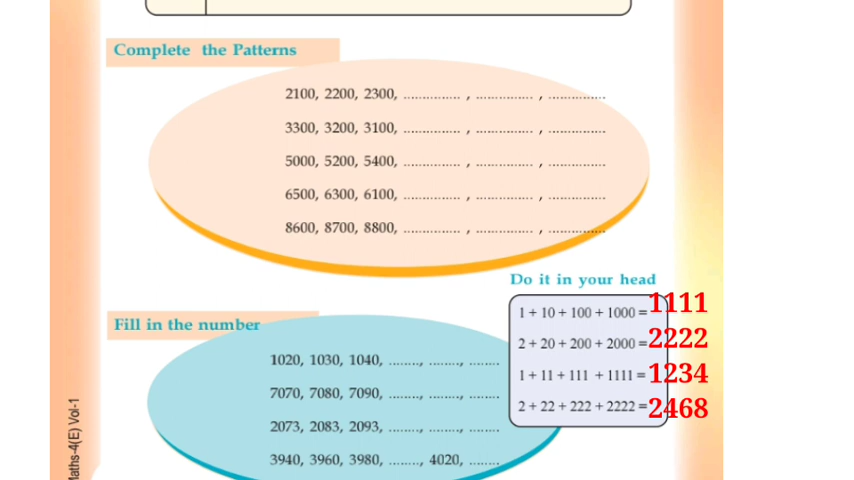 Complete the Patterns
2100, 2200, 2300, .............. , .............. , ..............
3300, 3200, 3100, .............. , .............. , ..............
5000, 5200, 5400, .............. , .............. , ..............
6500, 6300, 6100, .............. , .............. , ..............
8600, 8700, 8800, .............. , .............. , ..............
Do it in your head
1 + 10 + 100 + 1000 = 1111
2 + 20 + 200 + 2000 = 2222
1 + 11 + 111 + 1111 = 1234
2 + 22 + 222 + 2222 = 2468
Fill in the number
1020, 1030, 1040, ........, ........, ........
7070, 7080, 7090, ........, ........, ........
2073, 2083, 2093, ........, ........, ........
3940, 3960, 3980, ........, 4020, ........
Maths-4(E) Vol-1